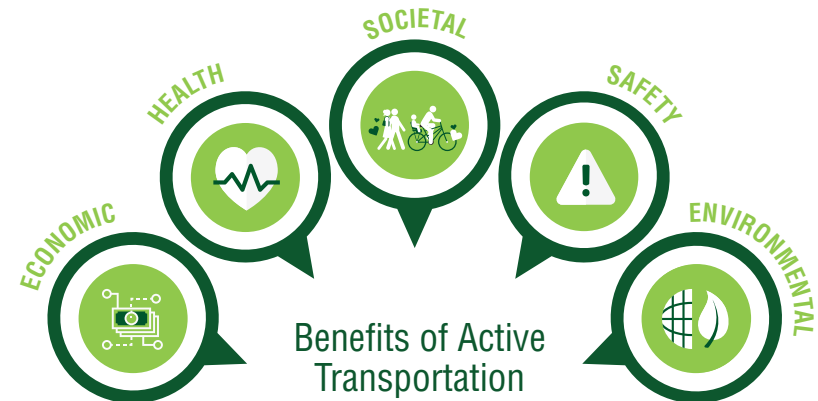 ECONOMIC
HEALTH
SOCIETAL
SAFETY
ENVIRONMENTAL
Benefits of Active
Transportation